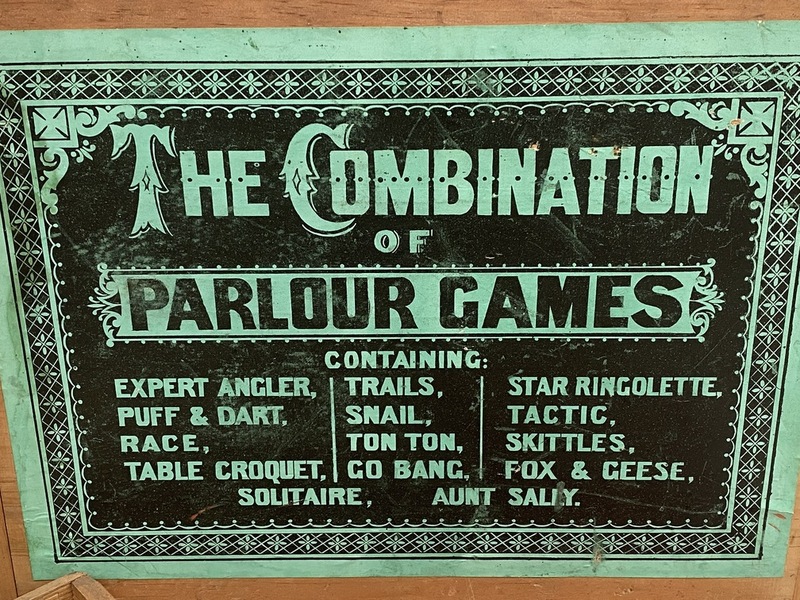 THE COMBINATION
OF
PARLOUR GAMES
CONTAINING:
EXPERT ANGLER, TRAILS, STAR RINGOLETTE,
PUFF & DART, SNAIL, TACTIC,
RACE, TON TON, SKITTLES,
TABLE CROQUET, GO BANG, FOX & GEESE,
SOLITAIRE, AUNT SALLY.